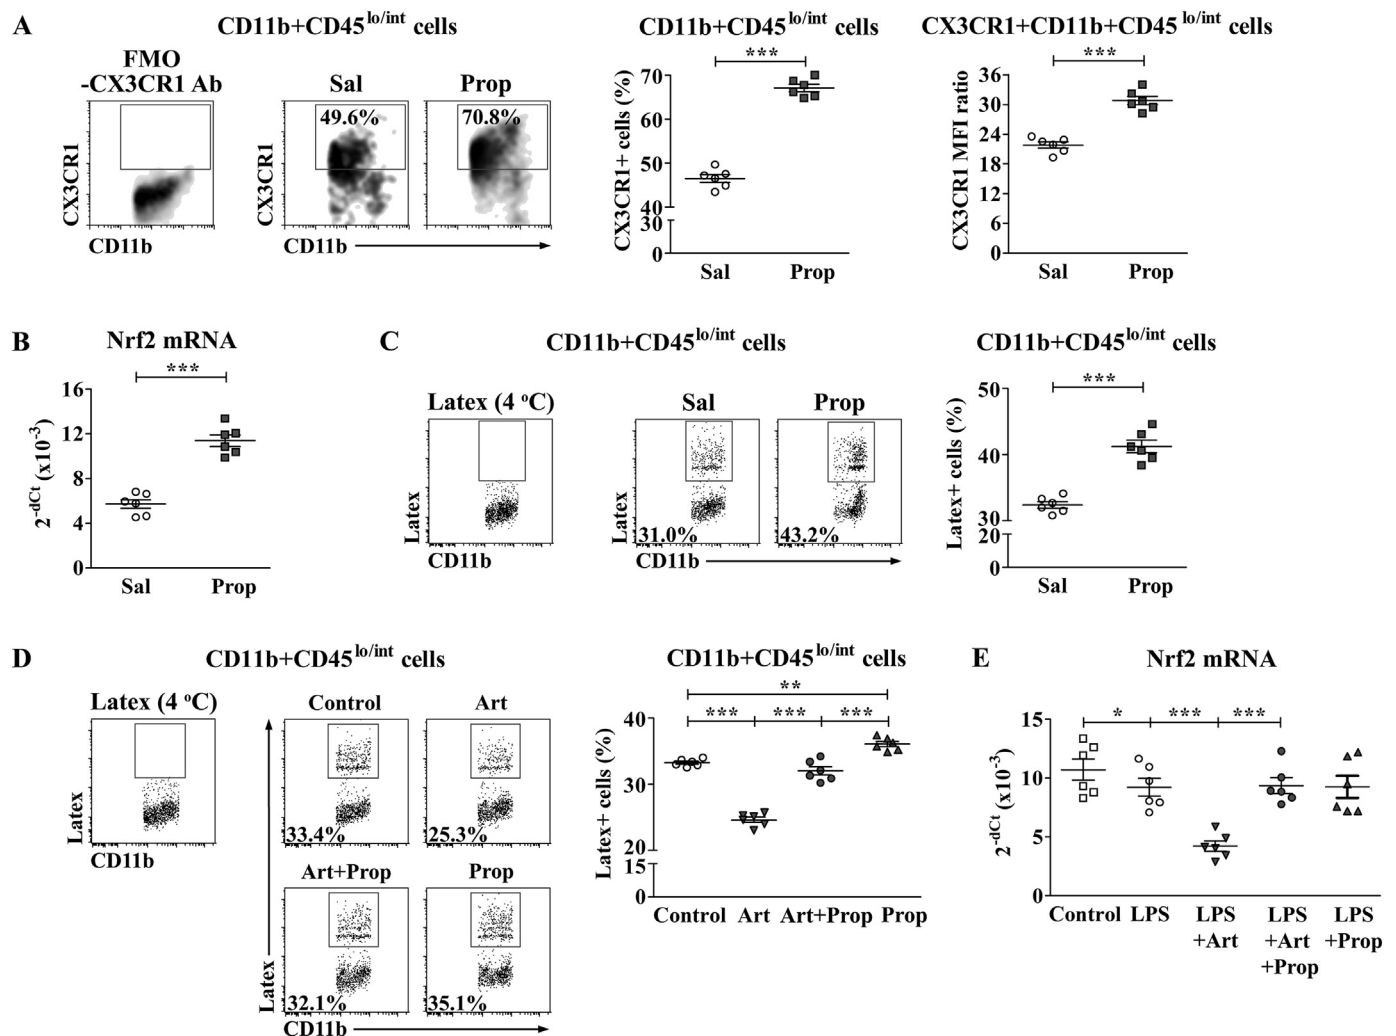 A
CD11b+CD45lo/int cells
CD11b+CD45lo/int cells
CX3CR1+CD11b+CD45lo/int cells
FMO
-CX3CR1 Ab
Sal
Prop
49.6%
70.8%
CX3CR1
CD11b
CX3CR1
CD11b
***
CX3CR1+ cells (%)
70
60
50
40
30
0
Sal
Prop
***
CX3CR1 MFI ratio
36
30
24
18
12
6
0
Sal
Prop
B
Nrf2 mRNA
***
2-dCt (x10-3)
16
12
8
4
0
Sal
Prop
C
CD11b+CD45lo/int cells
CD11b+CD45lo/int cells
Latex (4 oC)
Sal
Prop
Latex
CD11b
Latex
31.0%
43.2%
CD11b
***
Latex+ cells (%)
50
40
30
20
0
Sal
Prop
D
CD11b+CD45lo/int cells
CD11b+CD45lo/int cells
Latex (4 oC)
Latex
CD11b
Control
Art
33.4%
25.3%
Art+Prop
Prop
32.1%
35.1%
Latex
CD11b
**
***
***
***
Latex+ cells (%)
40
30
20
15
0
Control
Art
Art+Prop
Prop
E
Nrf2 mRNA
*
***
***
2-dCt (x10-3)
15
10
5
0
Control
LPS
LPS
+Art
LPS
+Art
+Prop
LPS
+Prop